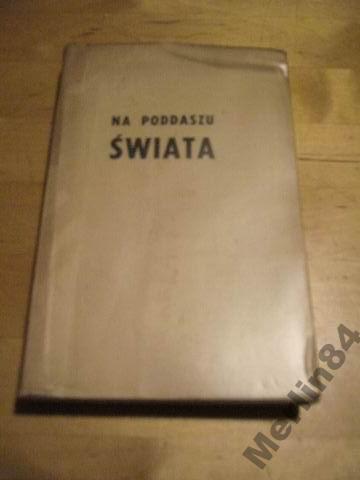 NA PODDASZU
ŚWIATA
Merlin84